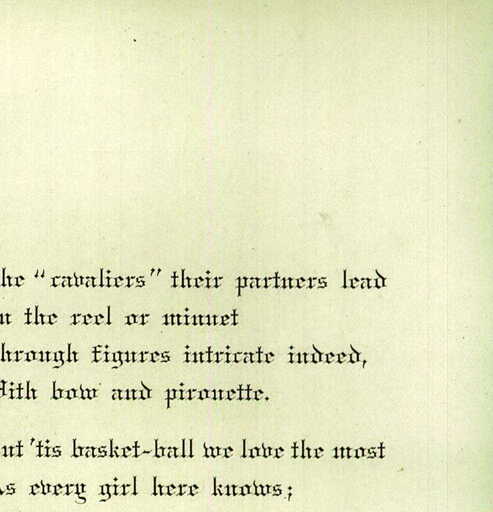 he “cavaliers” their partners lead
n the reel or minuet
hrough figures intricate indeed,
ith bow and pirouette.
ut 'tis basket-ball we love the most
s every girl here knows;